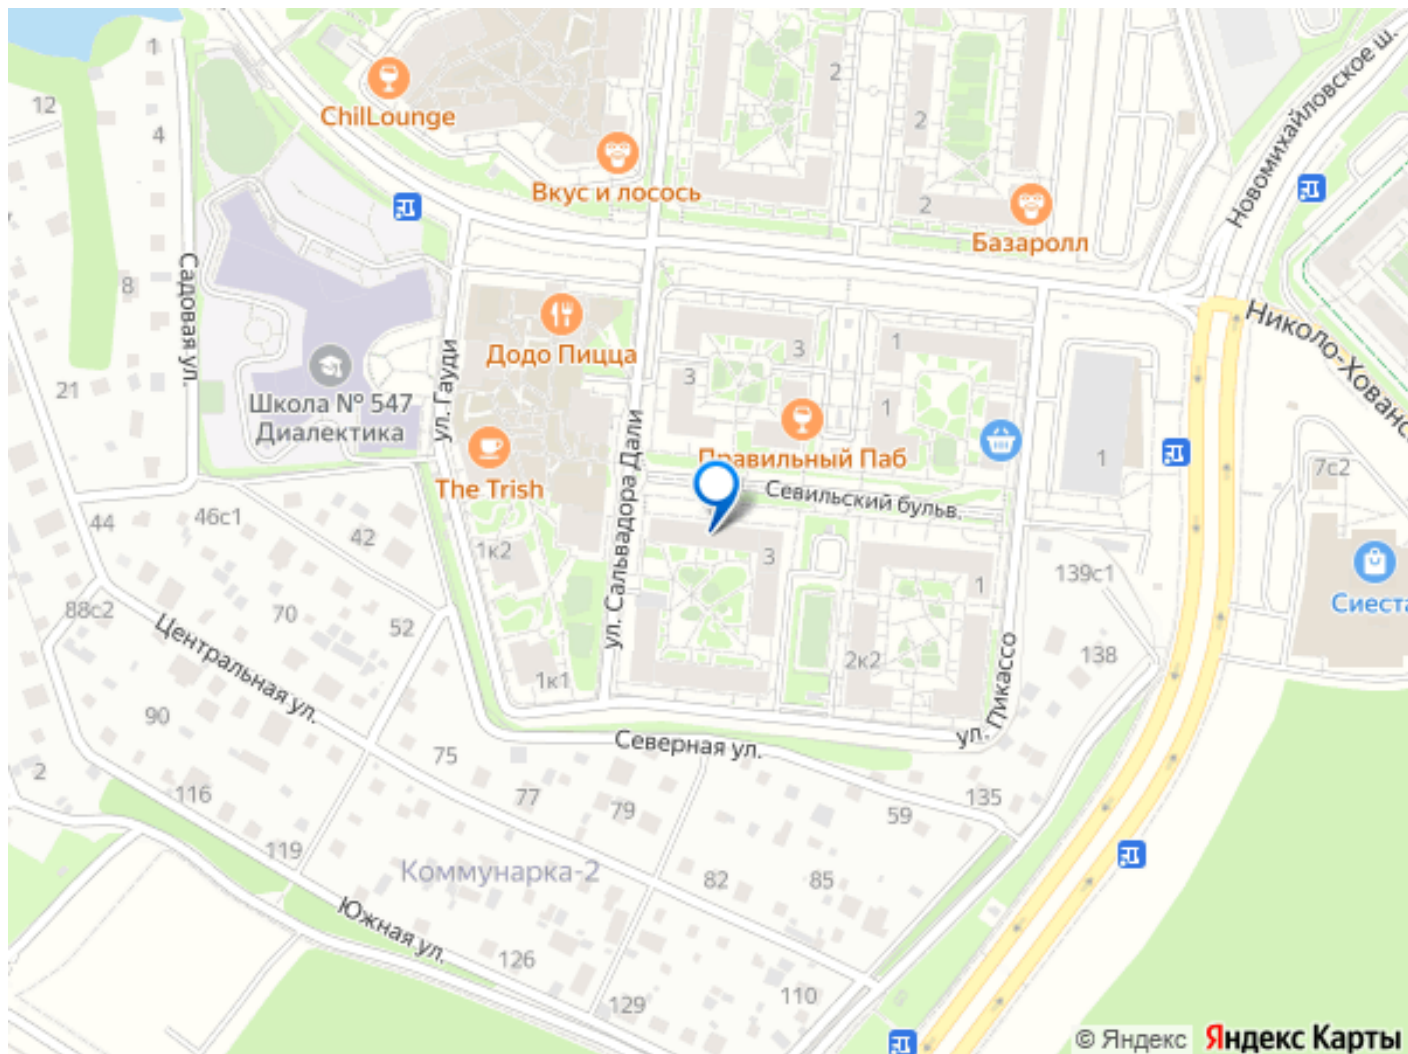 1
12
4
ChilLounge
2
2
Вкус и лосось
2
Базаролл
Новомихайловское ш.
Садовая ул.
8
Додо Пицца
Николо-Хованс
21
ул. Гауди
3
1
3
1
Школа № 547
Диалектика
ул. Сальвадора Дали
Правильный Паб
1
7с2
The Trish
Севильский бульв.
44
46с1
42
1к2
3
1
139с1
Сиеста
88с2
70
52
Центральная ул.
1к1
2к2
138
ул. Пикассо
90
Северная ул.
75
2
116
77
79
59
135
119
Коммунарка-2
82
85
Южная ул.
126
129
110
© Яндекс Яндекс Карты